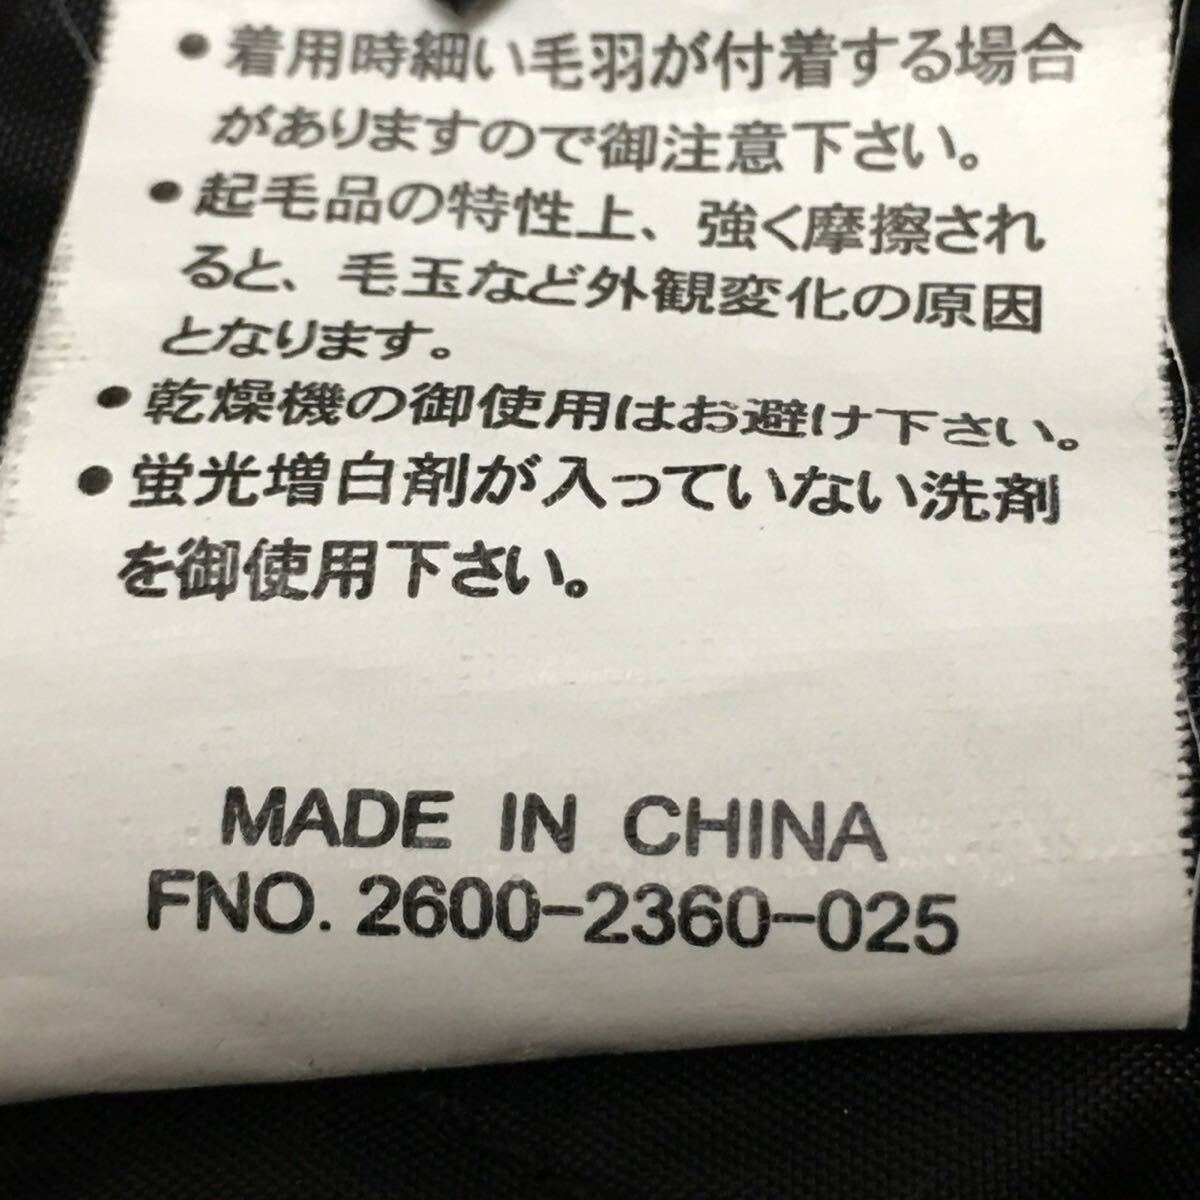 ・着用時細い毛羽が付着する場合
がありますので御注意下さい。
・起毛品の特性上、強く摩擦され
ると、毛玉など外観変化の原因
となります。
・乾燥機の御使用はお避け下さい。
・蛍光増白剤が入っていない洗剤
を御使用下さい。
MADE IN CHINA
FNO. 2600-2360-025